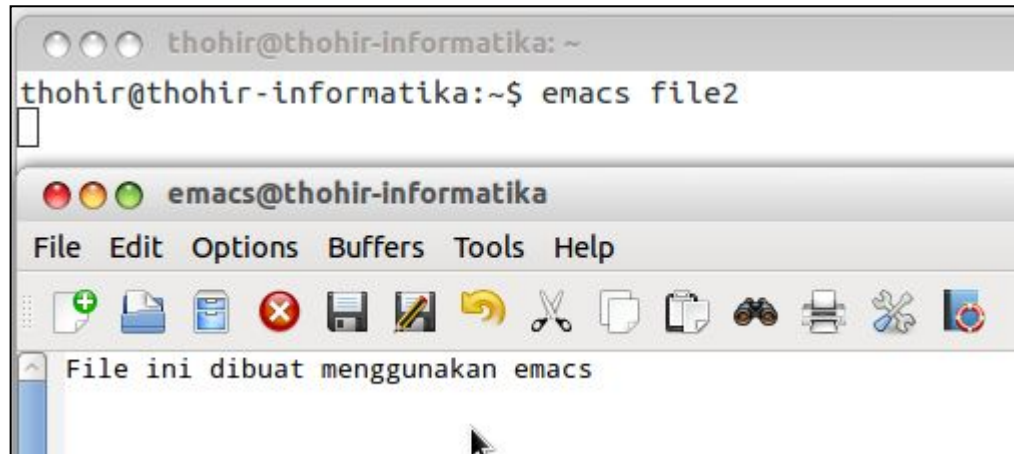 thohir@thohir-informatika: ~
thohir@thohir-informatika:~$ emacs file2
emacs@thohir-informatika
File Edit Options Buffers Tools Help
File ini dibuat menggunakan emacs